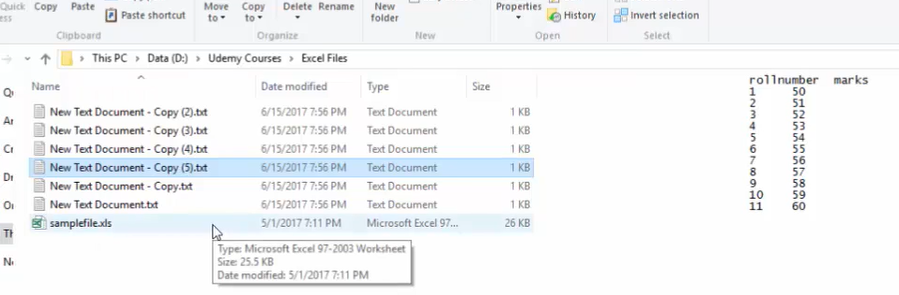 Quick
ess
Copy
Paste
Paste shortcut
Clipboard
Move
to
Copy
to
Delete
Rename
Organize
New
folder
New
Properties
History
Open
Invert selection
Select
This PC > Data (D:) > Udemy Courses > Excel Files
Name Date modified Type Size
New Text Document - Copy (2).txt 6/15/2017 7:56 PM Text Document 1 KB
New Text Document - Copy (3).txt 6/15/2017 7:56 PM Text Document 1 KB
New Text Document - Copy (4).txt 6/15/2017 7:56 PM Text Document 1 KB
New Text Document - Copy (5).txt 6/15/2017 7:56 PM Text Document 1 KB
New Text Document - Copy.txt 6/15/2017 7:56 PM Text Document 1 KB
New Text Document.txt 6/15/2017 7:56 PM Text Document 1 KB
samplefile.xls 5/1/2017 7:11 PM Microsoft Excel 97... 26 KB
Type: Microsoft Excel 97-2003 Worksheet
Size: 25.5 KB
Date modified: 5/1/2017 7:11 PM
rollnumber marks
1 50
2 51
3 52
4 53
5 54
6 55
7 56
8 57
9 58
10 59
11 60